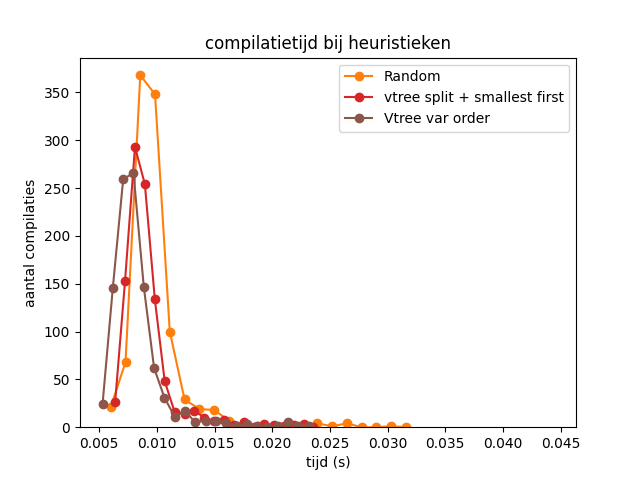 compilatietijd bij heuristieken
Random
vtree split + smallest first
Vtree var order
aantal compilaties
350
300
250
200
150
100
50
0
0.005 0.010 0.015 0.020 0.025 0.030 0.035 0.040 0.045
tijd (s)